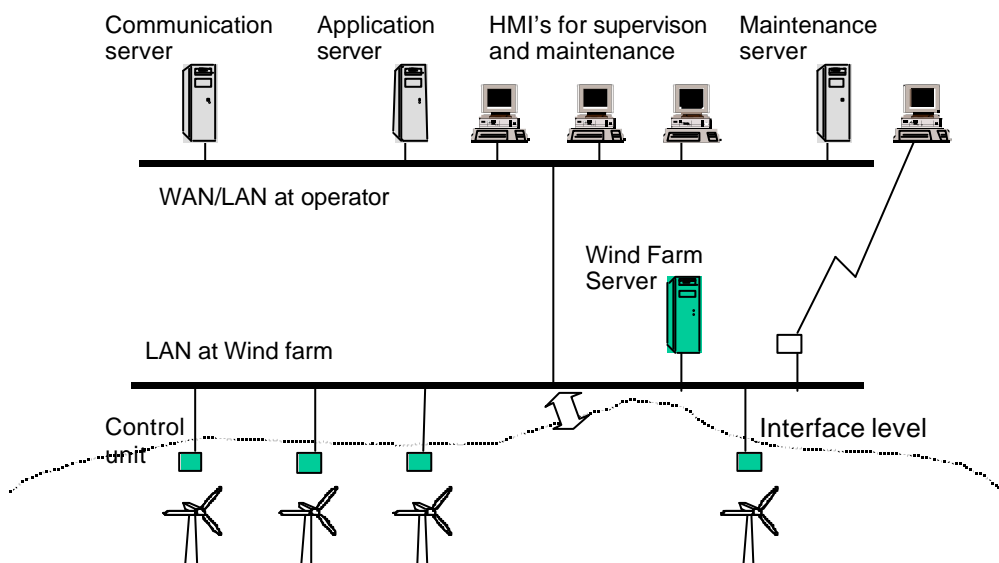 Communication
server
Application
server
HMI's for supervison
and maintenance
Maintenance
server
WAN/LAN at operator
Wind Farm
Server
LAN at Wind farm
Control
unit
Interface level